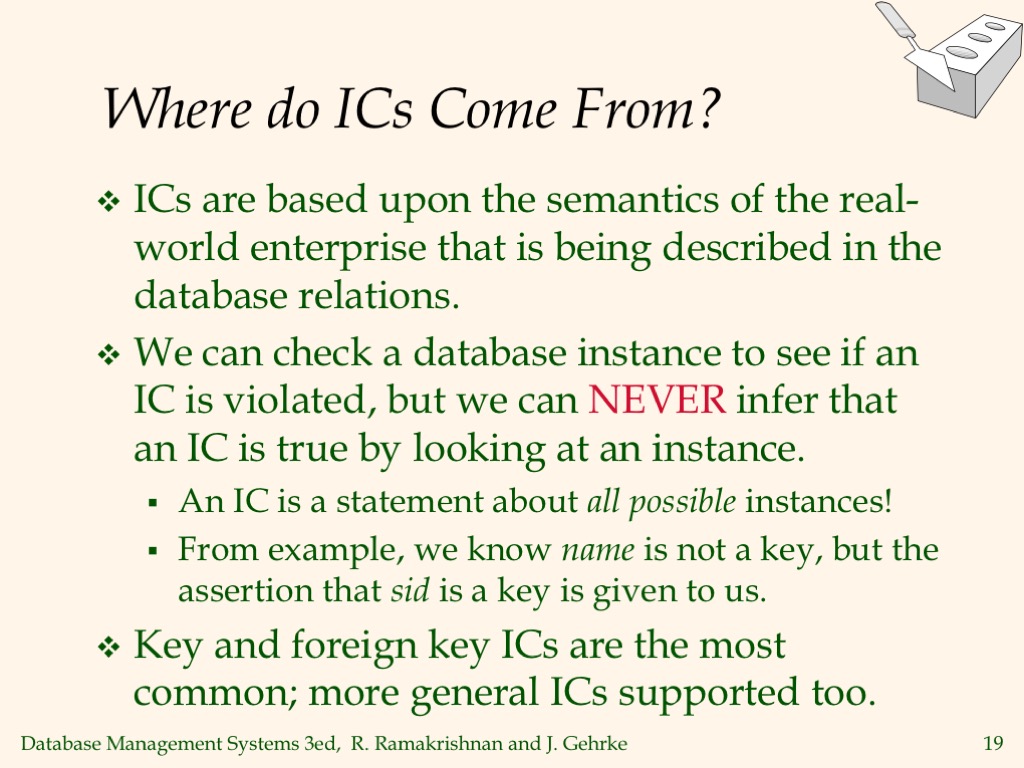 Where do ICs Come From?
❖ ICs are based upon the semantics of the real-
world enterprise that is being described in the
database relations.
❖ We can check a database instance to see if an
IC is violated, but we can NEVER infer that
an IC is true by looking at an instance.
▪ An IC is a statement about all possible instances!
▪ From example, we know name is not a key, but the
assertion that sid is a key is given to us.
❖ Key and foreign key ICs are the most
common; more general ICs supported too.
Database Management Systems 3ed, R. Ramakrishnan and J. Gehrke 19